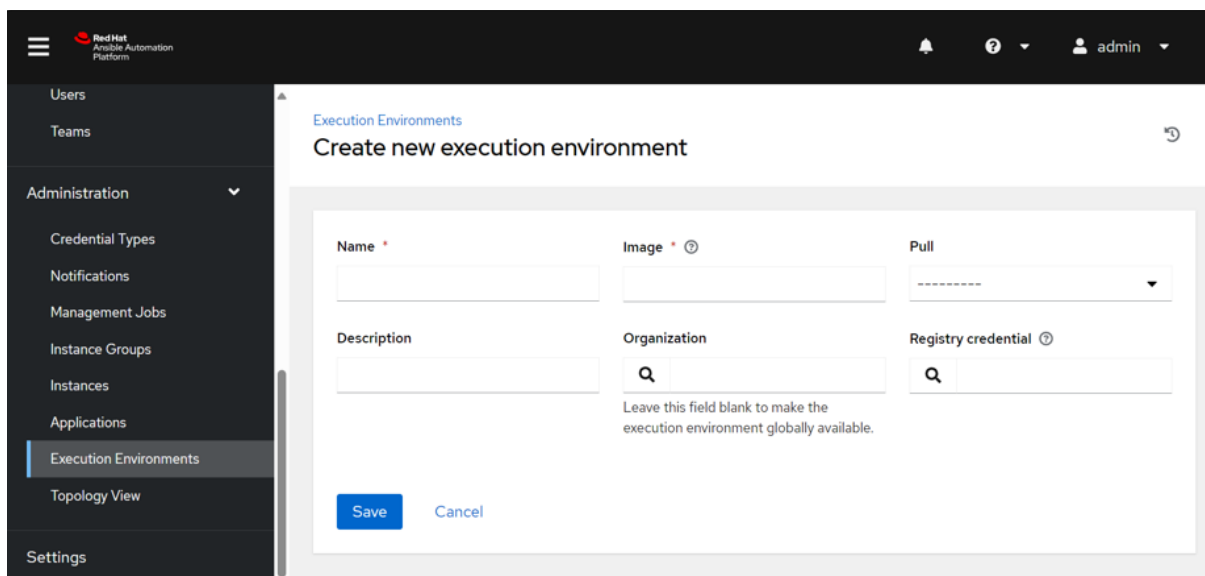 Red Hat
Ansible Automation
Platform
admin
Users
Teams
Administration
Credential Types
Notifications
Management Jobs
Instance Groups
Instances
Applications
Execution Environments
Topology View
Settings
Execution Environments
Create new execution environment
Name *
Image *
Pull
---------
Description
Organization
Registry credential
Leave this field blank to make the
execution environment globally available.
Save
Cancel